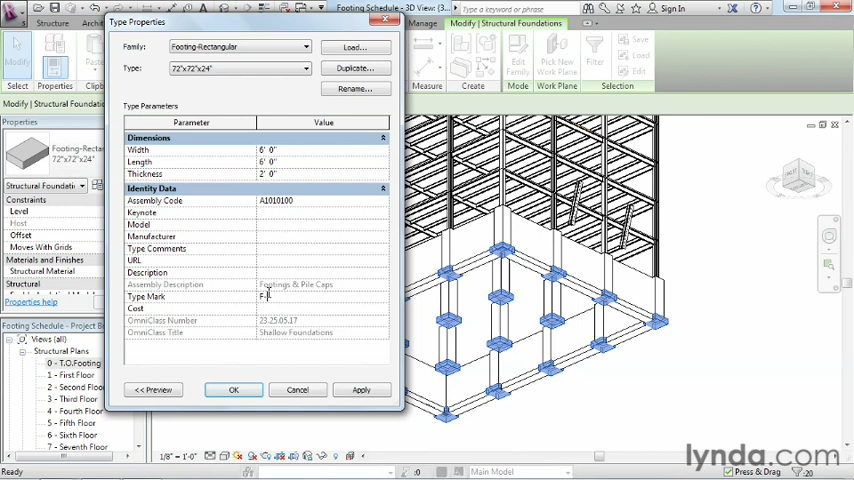 Footing Schedule - 3D View: {3...
Type a keyword or phrase
Sign In
Type Properties
Manage
Modify | Structural Foundations
Family:
Footing-Rectangular
Load...
Type:
72"x72"x24"
Duplicate...
Rename...
Type Parameters
Parameter
Value
Dimensions
Width
6' 0"
Length
6' 0"
Thickness
2' 0"
Identity Data
Assembly Code
A1010100
Keynote
Model
Manufacturer
Type Comments
URL
Description
Assembly Description
Footings & Pile Caps
Type Mark
F-
Cost
OmniClass Number
23.25.05.17
OmniClass Title
Shallow Foundations
<< Preview
OK
Cancel
Apply
Modify
Select
Properties
Paste
Measure
Create
Edit
Family
Mode
Pick New
Work Plane
Work Plane
Filter
Save
Load
Edit
Selection
Modify | Structural Foundati
Properties
Footing-Rectangular
72"x72"x24"
Structural Foundati
Constraints
Level
Host
Offset
Moves With Grids
Materials and Finishes
Structural Material
Structural
Properties help
Footing Schedule - Project Brow
Views (all)
Structural Plans
0 - T.O.Footing
1 - First Floor
2 - Second Floor
3 - Third Floor
4 - Fourth Floor
5 - Fifth Floor
6 - Sixth Floor
7 - Seventh Floor
1/8" = 1'-0"
Ready
:0
Main Model
Press & Drag
:20
lynda.com